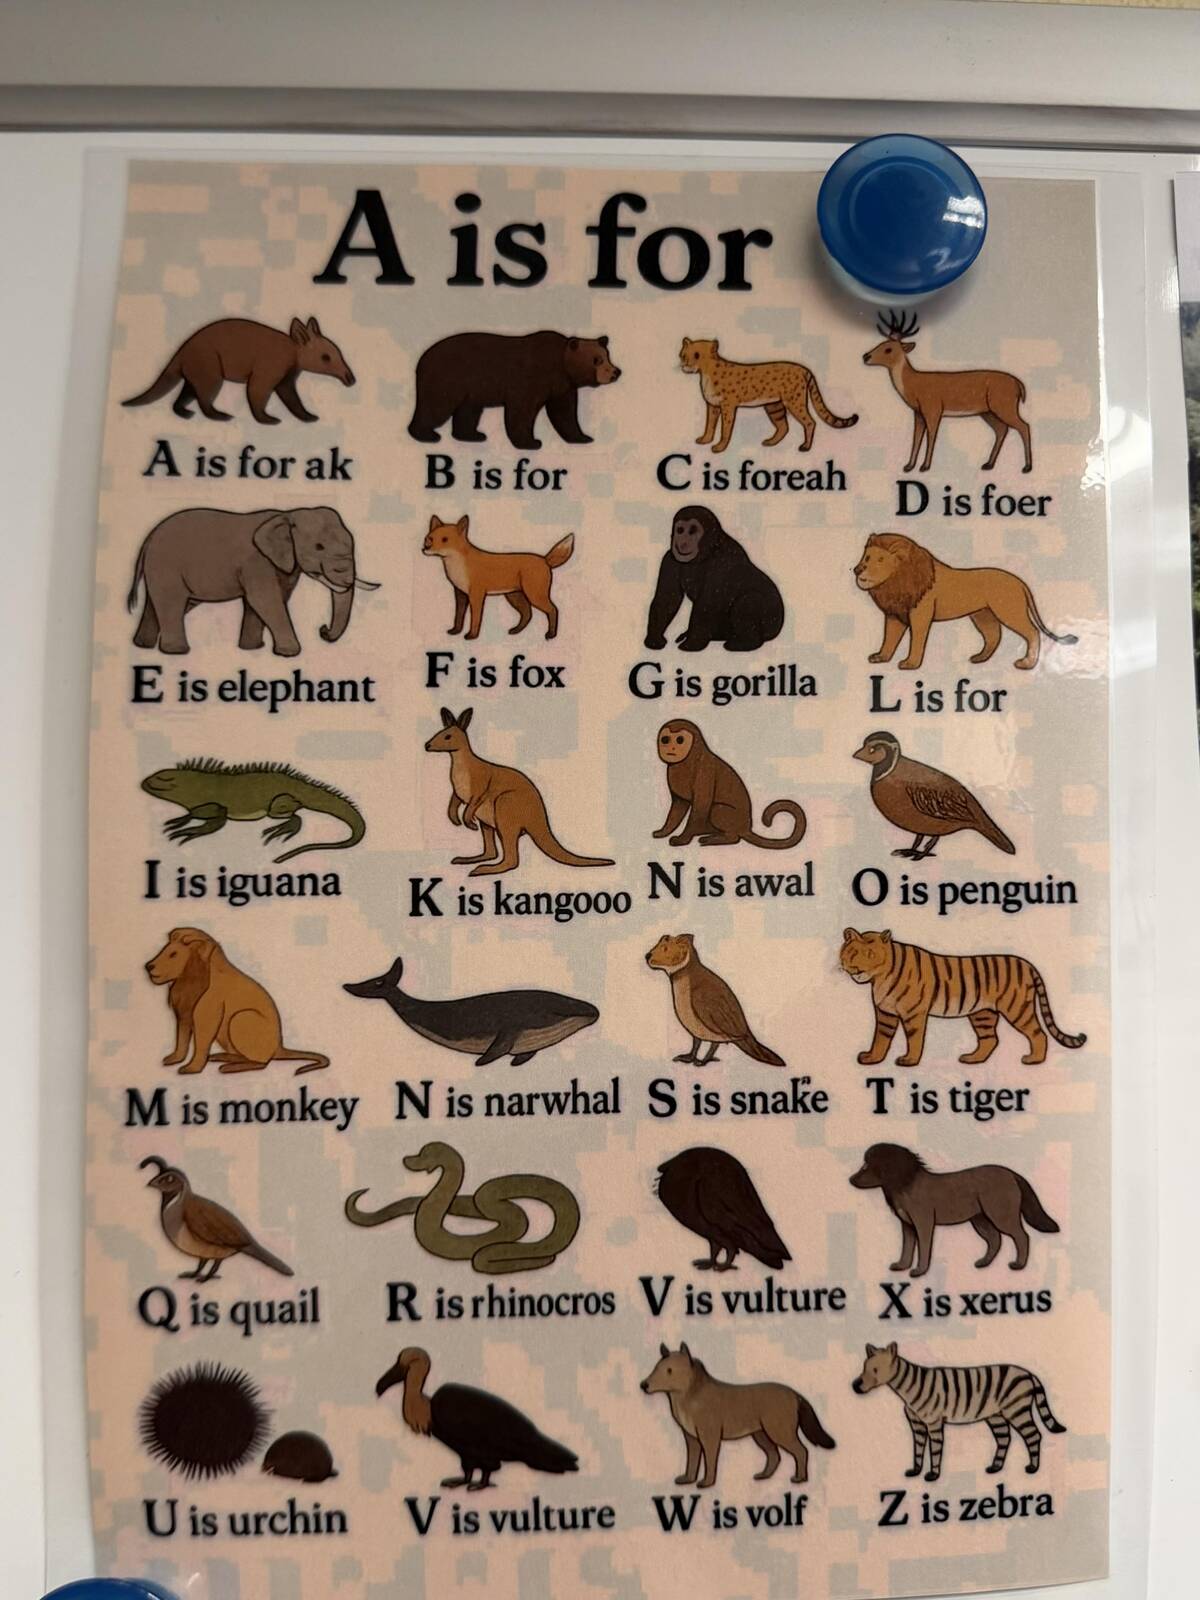 A is for
A is for ak
B is for
C is foreah
D is foer
E is elephant
F is fox
G is gorilla
L is for
I is iguana
K is kangooo
N is awal
O is penguin
M is monkey
N is narwhal
S is snake
T is tiger
Q is quail
R is rhinocros
V is vulture
X is xerus
U is urchin
V is vulture
W is volf
Z is zebra